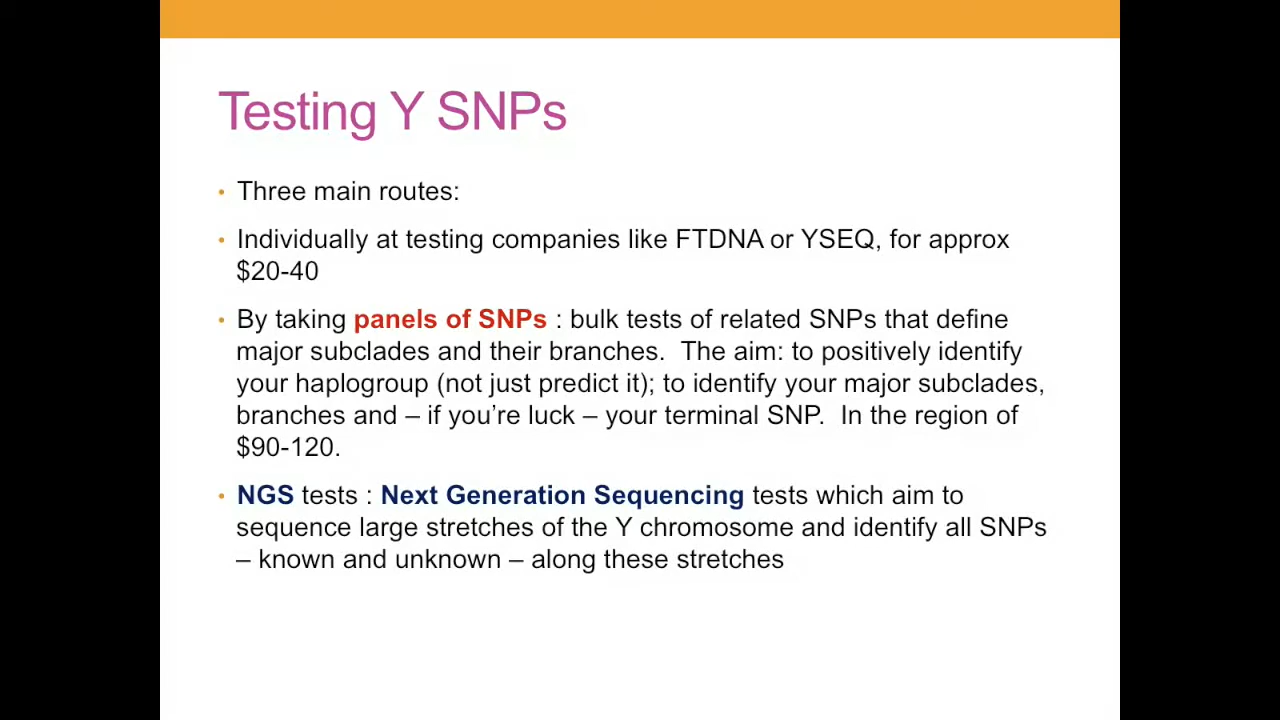 Testing Y SNPs
• Three main routes:
• Individually at testing companies like FTDNA or YSEQ, for approx
$20-40
• By taking panels of SNPs : bulk tests of related SNPs that define
major subclades and their branches.  The aim: to positively identify
your haplogroup (not just predict it); to identify your major subclades,
branches and – if you’re luck – your terminal SNP.  In the region of
$90-120.
• NGS tests : Next Generation Sequencing tests which aim to
sequence large stretches of the Y chromosome and identify all SNPs
– known and unknown – along these stretches